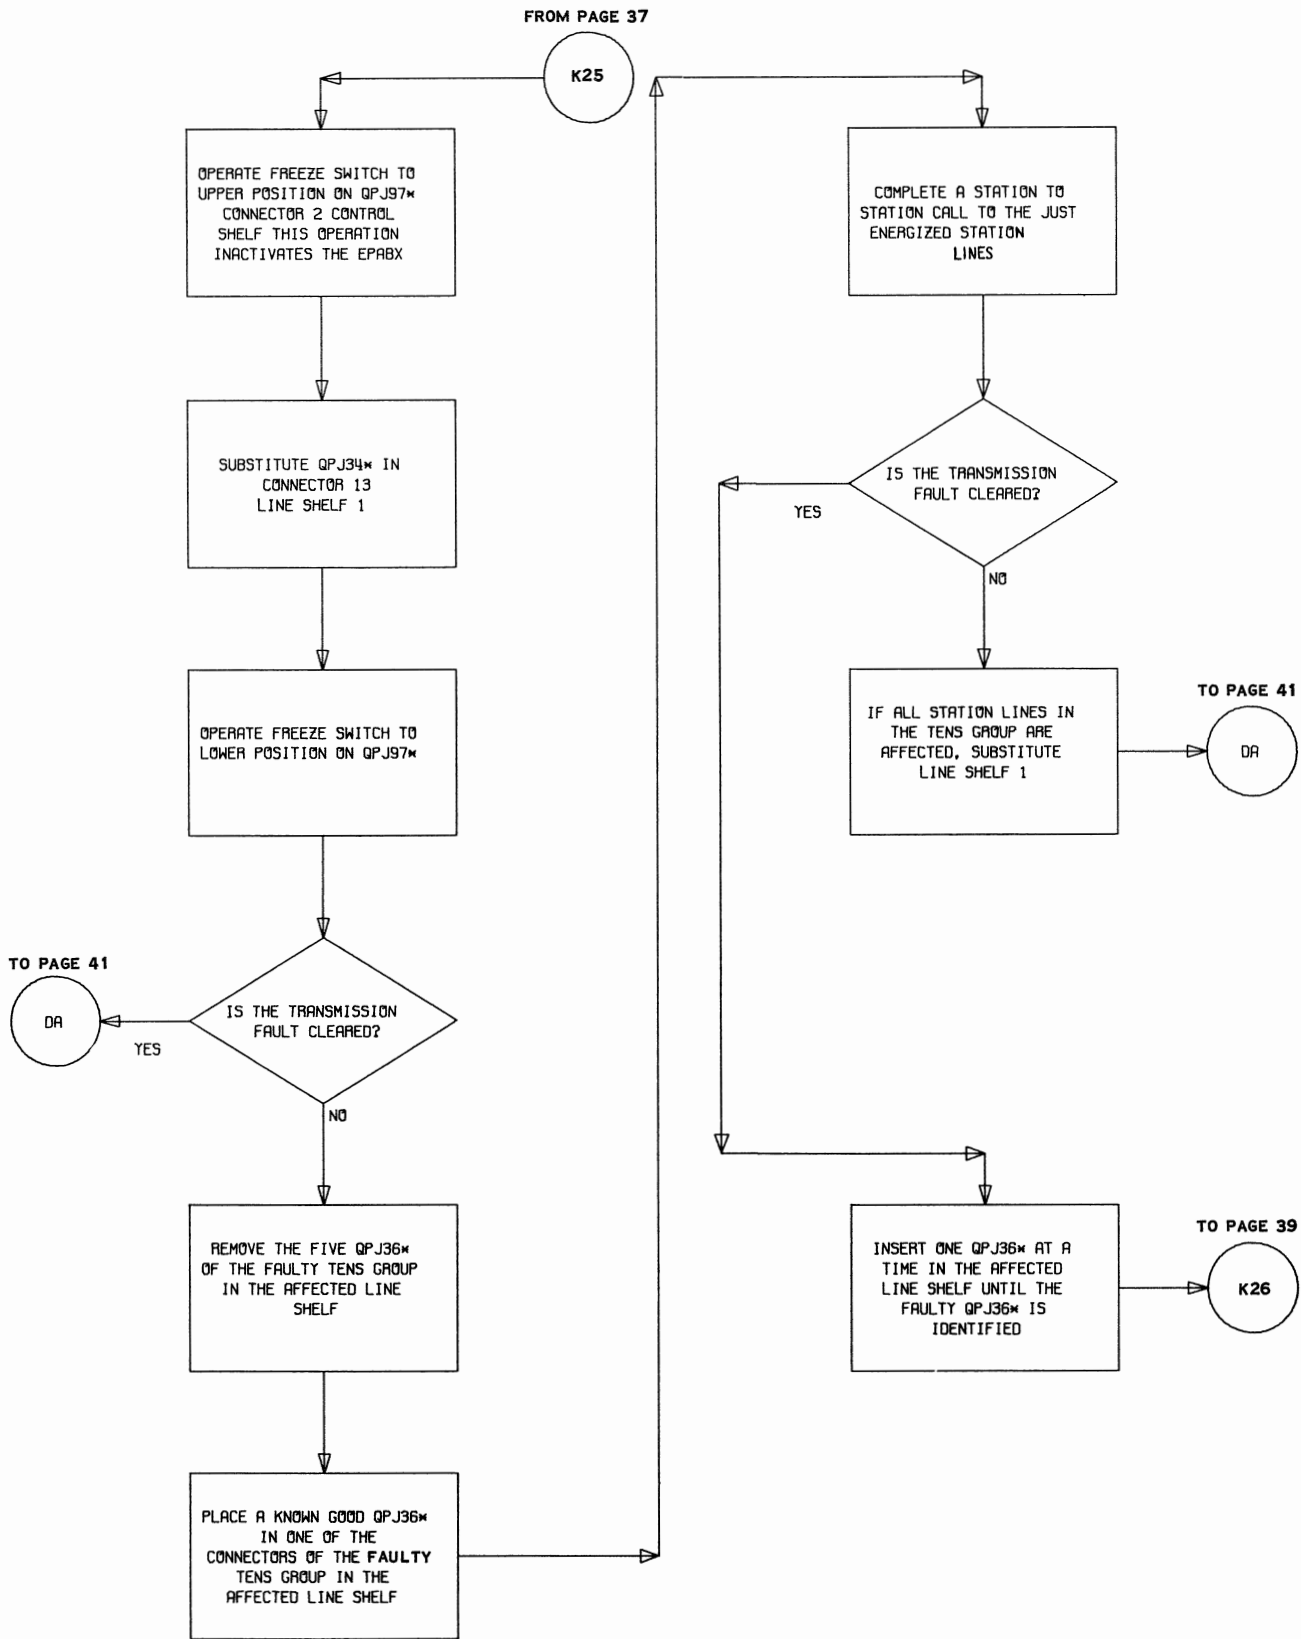 FROM PAGE 37
K25
OPERATE FREEZE SWITCH TO
UPPER POSITION ON QPJ97*
CONNECTOR 2 CONTROL
SHELF THIS OPERATION
INACTIVATES THE EPABX
SUBSTITUTE QPJ34* IN
CONNECTOR 13
LINE SHELF 1
OPERATE FREEZE SWITCH TO
LOWER POSITION ON QPJ97*
IS THE TRANSMISSION
FAULT CLEARED?
YES
TO PAGE 41
DA
NO
REMOVE THE FIVE QPJ36*
OF THE FAULTY TENS GROUP
IN THE AFFECTED LINE
SHELF
PLACE A KNOWN GOOD QPJ36*
IN ONE OF THE
CONNECTORS OF THE FAULTY
TENS GROUP IN THE
AFFECTED LINE SHELF
COMPLETE A STATION TO
STATION CALL TO THE JUST
ENERGIZED STATION
LINES
IS THE TRANSMISSION
FAULT CLEARED?
YES
NO
IF ALL STATION LINES IN
THE TENS GROUP ARE
AFFECTED, SUBSTITUTE
LINE SHELF 1
TO PAGE 41
DA
INSERT ONE QPJ36* AT A
TIME IN THE AFFECTED
LINE SHELF UNTIL THE
FAULTY QPJ36* IS
IDENTIFIED
TO PAGE 39
K26